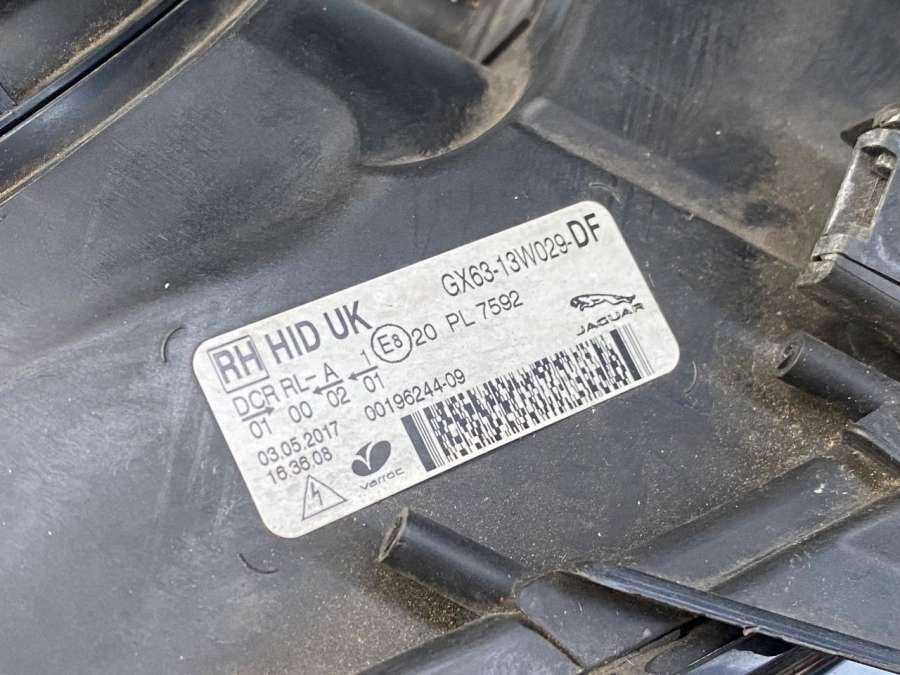 GX63-13W029-DF
RH HID UK E8 20 PL 7592
JAGUAR
DCR RL-A 1
01 00 02 01
00196244-09
03.05.2017
16.36.08
varroc